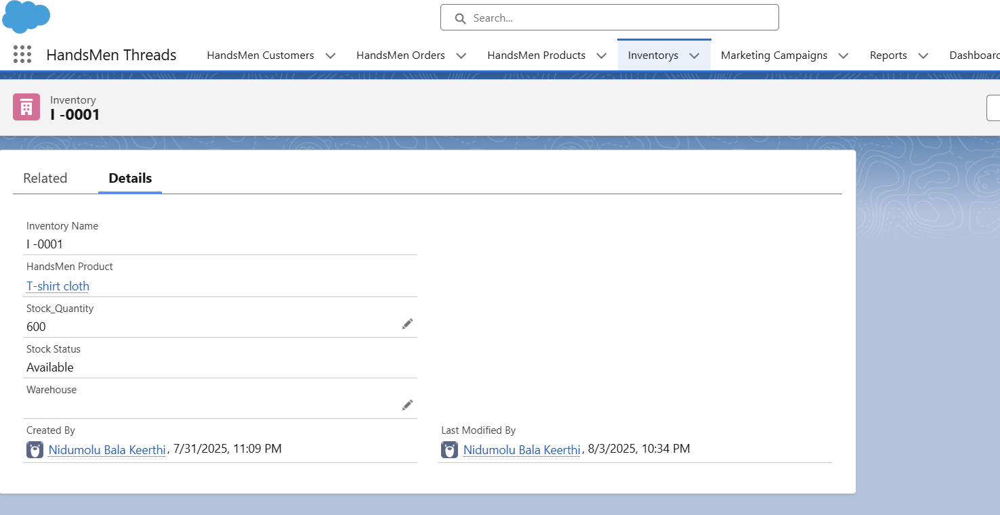 Search...
HandsMen Threads HandsMen Customers HandsMen Orders HandsMen Products Inventorys Marketing Campaigns Reports Dashboard
Inventory
I -0001
Related Details
Inventory Name
I -0001
HandsMen Product
T-shirt cloth
Stock_Quantity
600
Stock Status
Available
Warehouse
Created By Last Modified By
Nidumolu Bala Keerthi, 7/31/2025, 11:09 PM Nidumolu Bala Keerthi, 8/3/2025, 10:34 PM